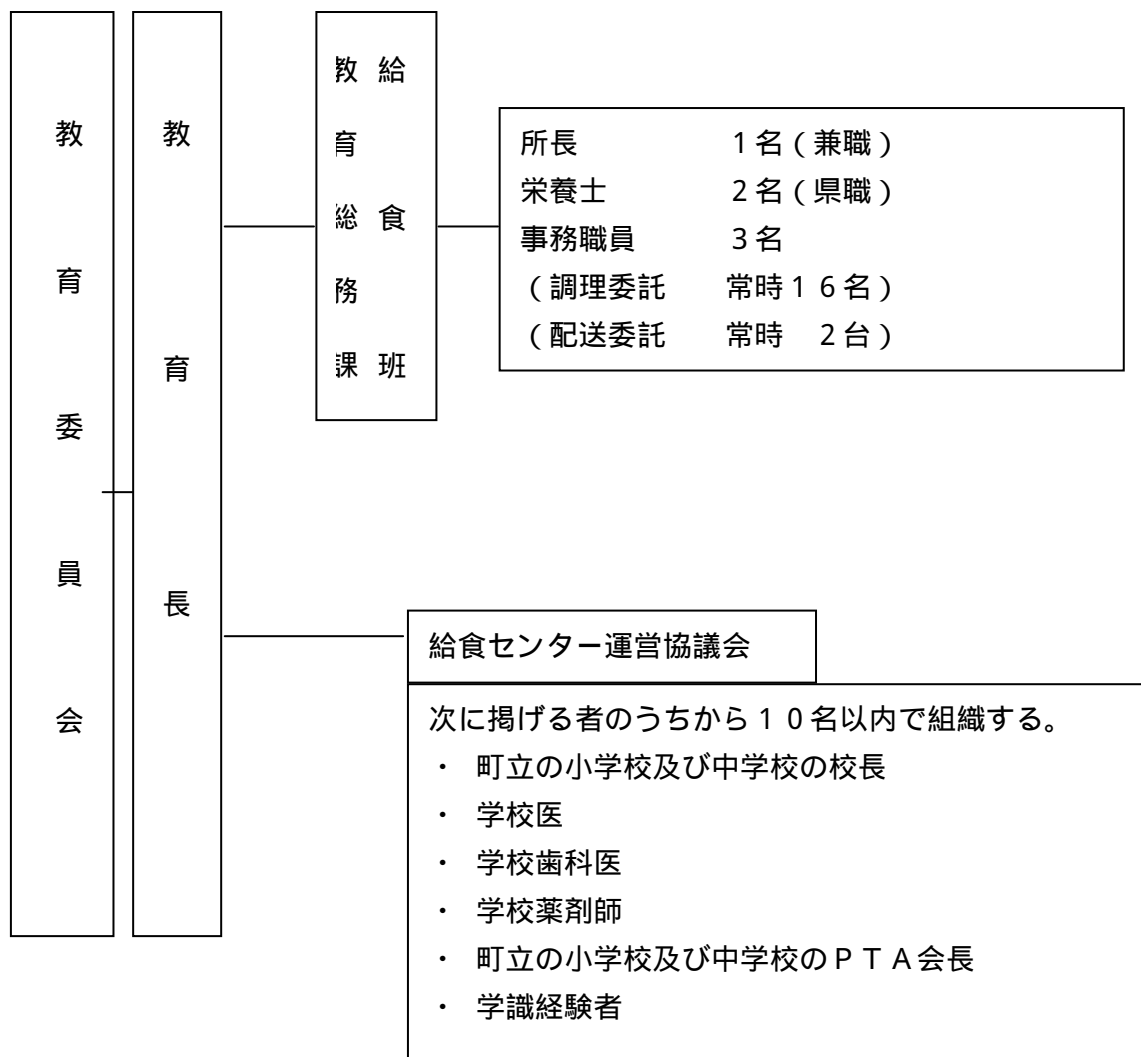 教育委員会
教育長
教育総務課
給食班
所長　　　　　1名(兼職)
栄養士　　　　2名(県職)
事務職員　　　3名
(調理委託　　常時16名)
(配送委託　　常時　2台)
給食センター運営協議会
次に掲げる者のうちから10名以内で組織する。
・　町立の小学校及び中学校の校長
・　学校医
・　学校歯科医
・　学校薬剤師
・　町立の小学校及び中学校のPTA会長
・　学識経験者